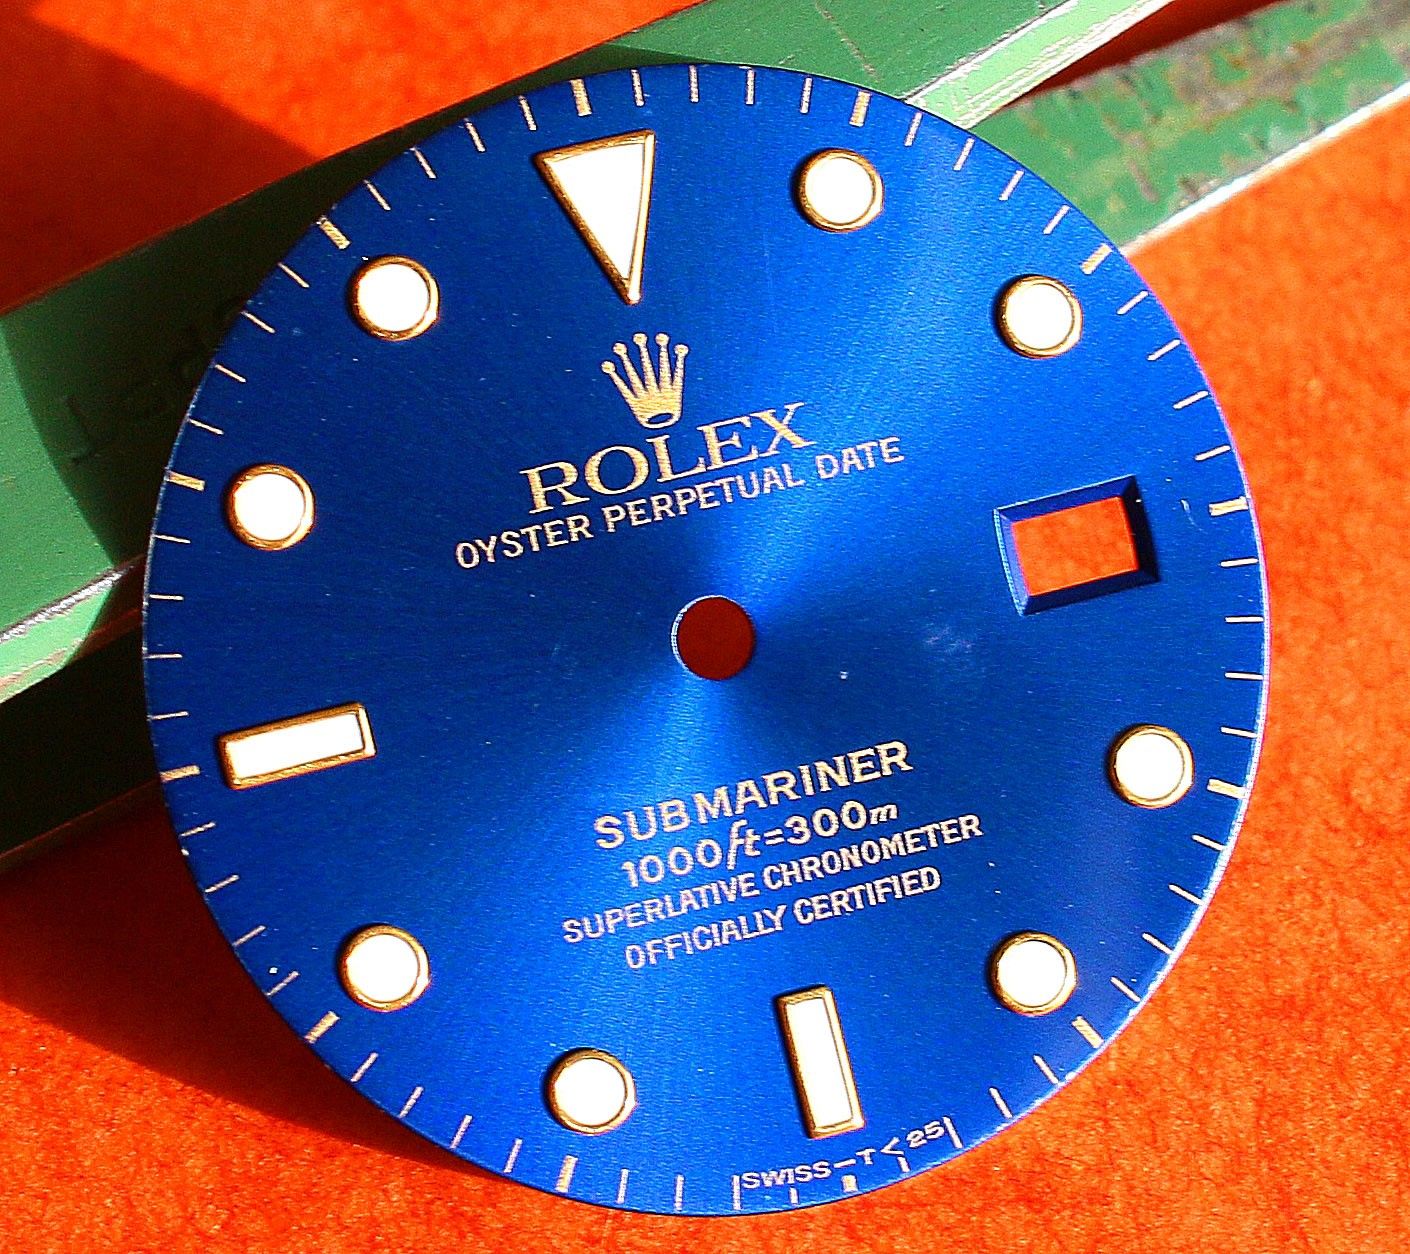 ROLEX
OYSTER PERPETUAL DATE
SUBMARINER
1000ft=300m
SUPERLATIVE CHRONOMETER
OFFICIALLY CERTIFIED
SWISS-T<25